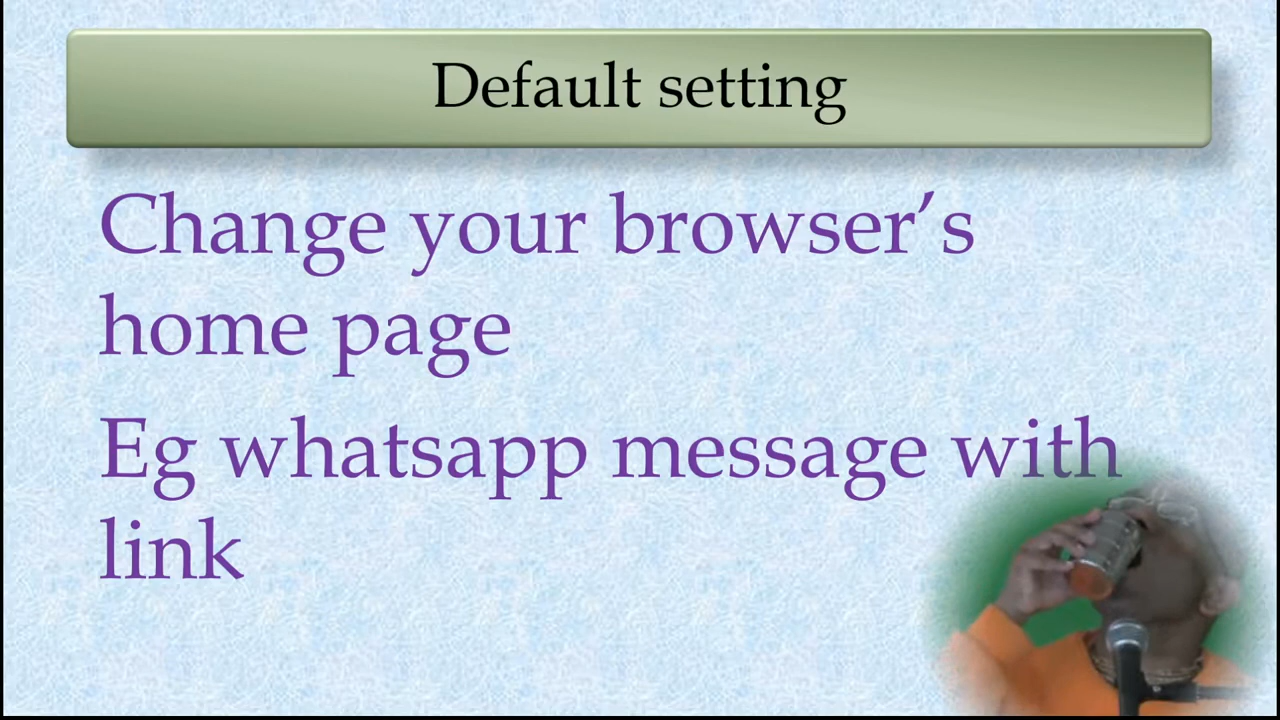 Default setting
Change your browser’s
home page
Eg whatsapp message with
link